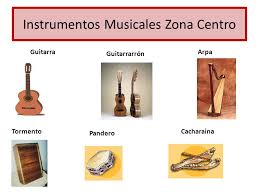 Instrumentos Musicales Zona Centro
Guitarra
Guitarrarrón
Arpa
Tormento
Pandero
Cacharaina